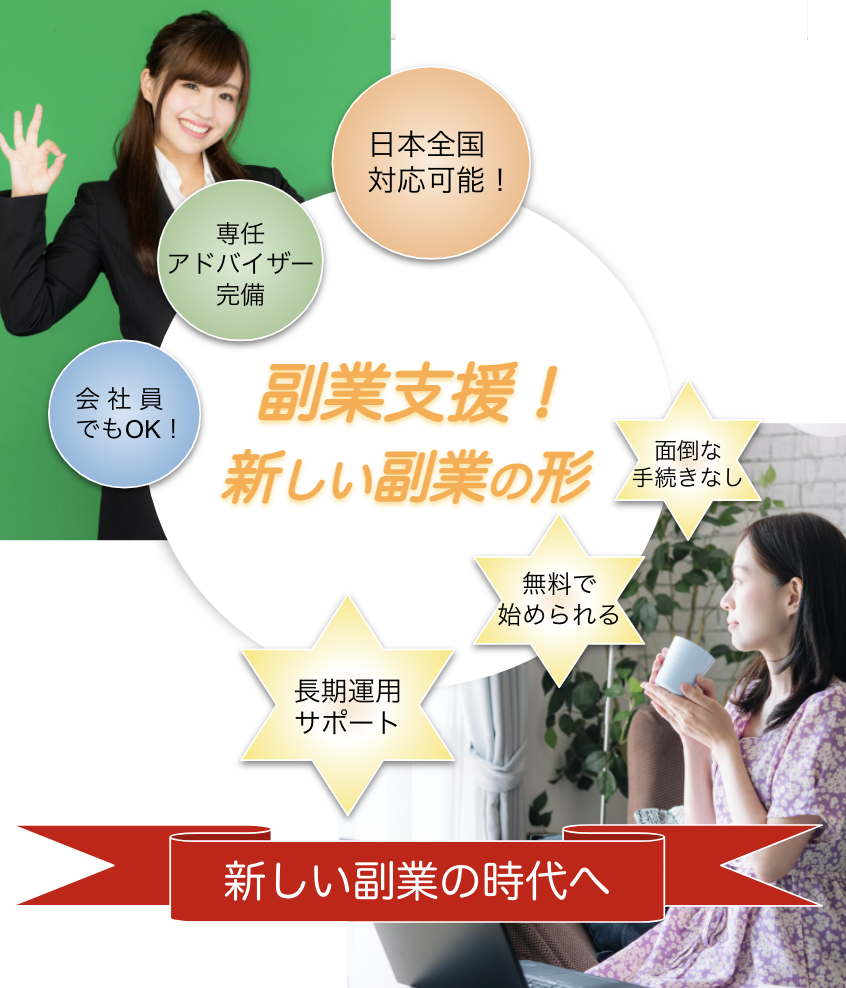 日本全国
対応可能！
専任
アドバイザー
完備
会社員
でもOK！
副業支援！
新しい副業の形
面倒な
手続きなし
無料で
始められる
長期運用
サポート
新しい副業の時代へ